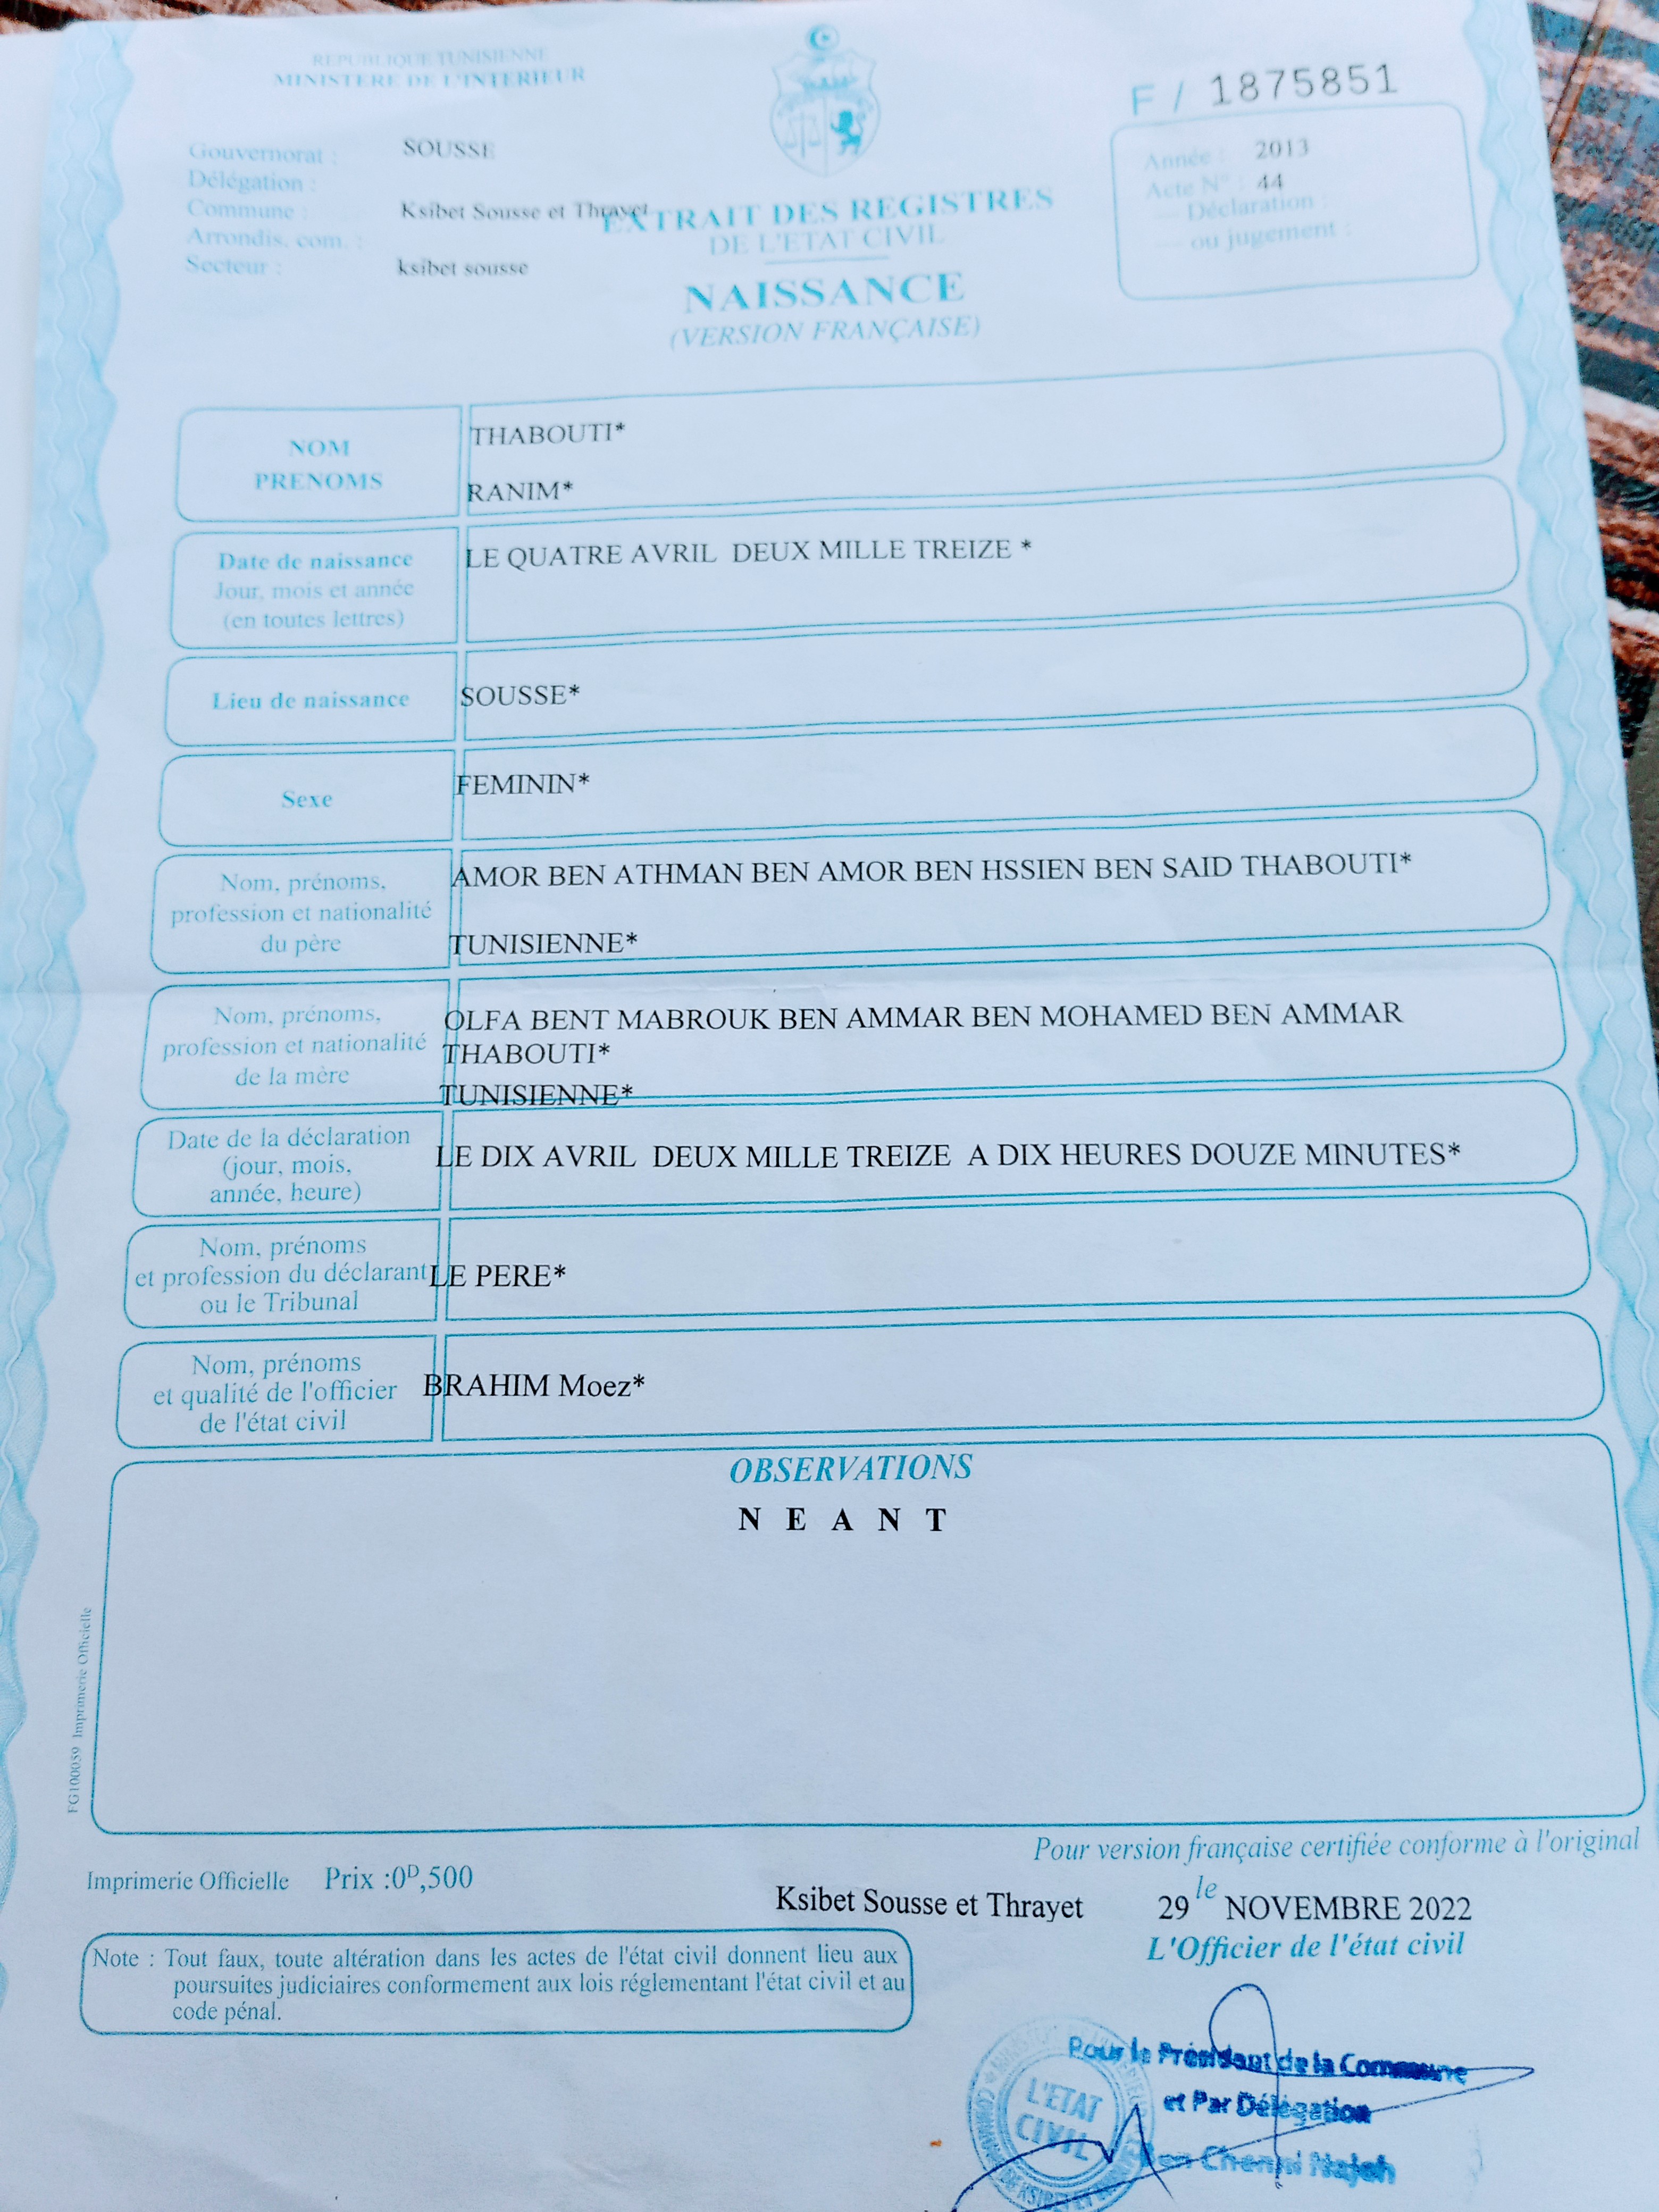 REPUBLIQUE TUNISIENNE
MINISTERE DE L'INTERIEUR
F / 1875851
Gouvernorat : SOUSSE
Délégation :
Commune : Ksibet Sousse et Thrayet
Arrondis. com. :
Secteur : ksibet sousse
Année : 2013
Acte N° : 44
— Déclaration :
— ou jugement :
EXTRAIT DES REGISTRES
DE L'ETAT CIVIL
NAISSANCE
(VERSION FRANÇAISE)
NOM
PRENOMS
THABOUTI*
RANIM*
Date de naissance
Jour, mois et année
(en toutes lettres)
LE QUATRE AVRIL DEUX MILLE TREIZE *
Lieu de naissance
SOUSSE*
Sexe
FEMININ*
Nom, prénoms,
profession et nationalité
du père
AMOR BEN ATHMAN BEN AMOR BEN HSSIEN BEN SAID THABOUTI*
TUNISIENNE*
Nom, prénoms,
profession et nationalité
de la mère
OLFA BENT MABROUK BEN AMMAR BEN MOHAMED BEN AMMAR
THABOUTI*
TUNISIENNE*
Date de la déclaration
(jour, mois,
année, heure)
LE DIX AVRIL DEUX MILLE TREIZE A DIX HEURES DOUZE MINUTES*
Nom, prénoms
et profession du déclarant
ou le Tribunal
LE PERE*
Nom, prénoms
et qualité de l'officier
de l'état civil
BRAHIM Moez*
OBSERVATIONS
N E A N T
FG100059 Imprimerie Officielle
Pour version française certifiée conforme à l'original
Imprimerie Officielle Prix :0D,500
Ksibet Sousse et Thrayet 29 le NOVEMBRE 2022
L'Officier de l'état civil
Note : Tout faux, toute altération dans les actes de l'état civil donnent lieu aux
poursuites judiciaires conformement aux lois réglementant l'état civil et au
code pénal.
Pour le Président de la Commune
et Par Délégation
Najeh
L'ETAT
CIVIL